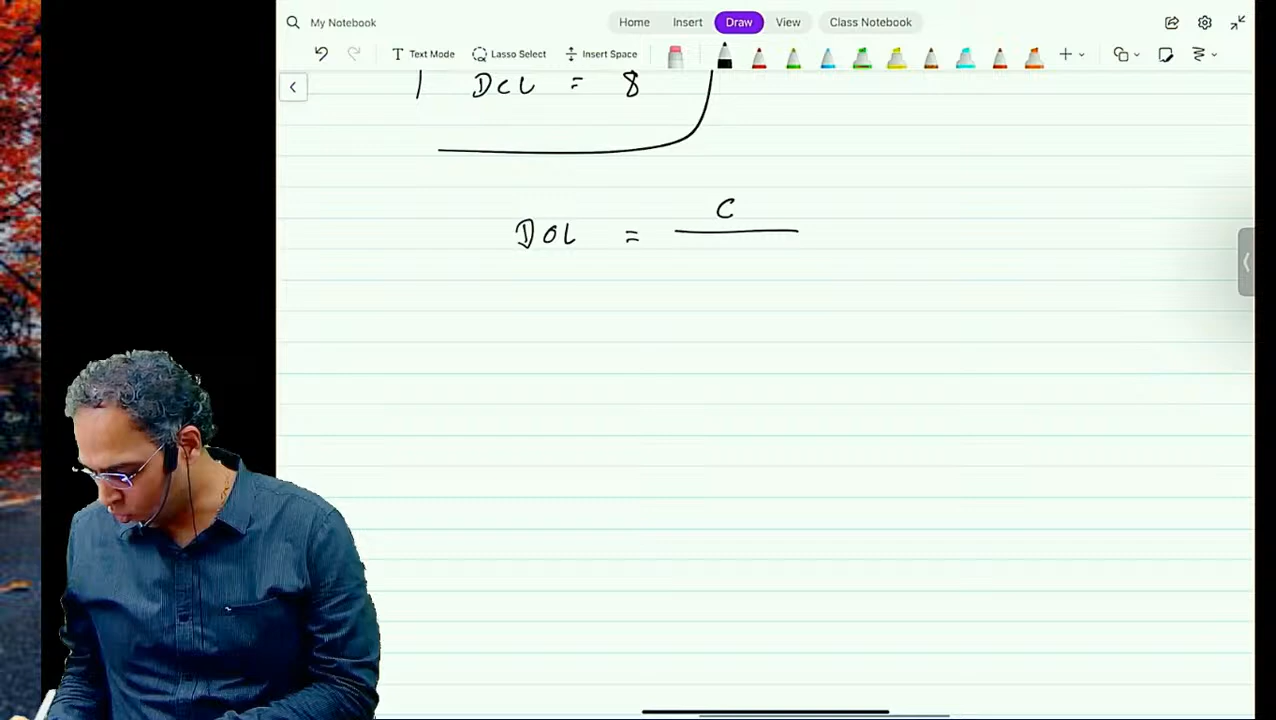 My Notebook
Home Insert Draw View Class Notebook
T Text Mode Lasso Select Insert Space
DCL = 8
DOL = C